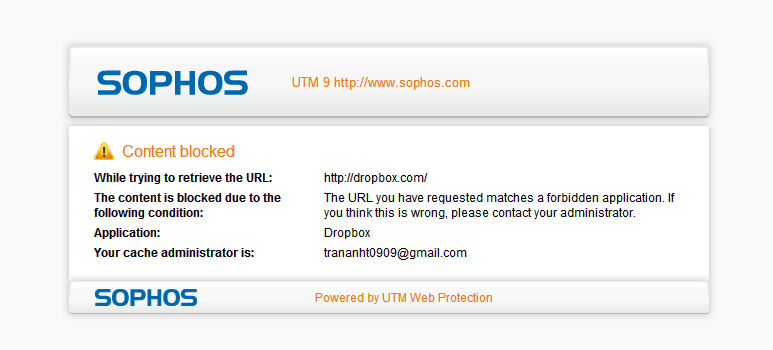 SOPHOS UTM 9 http://www.sophos.com
Content blocked
While trying to retrieve the URL: http://dropbox.com/
The content is blocked due to the The URL you have requested matches a forbidden application. If
following condition: you think this is wrong, please contact your administrator.
Application: Dropbox
Your cache administrator is: trananht0909@gmail.com
SOPHOS Powered by UTM Web Protection